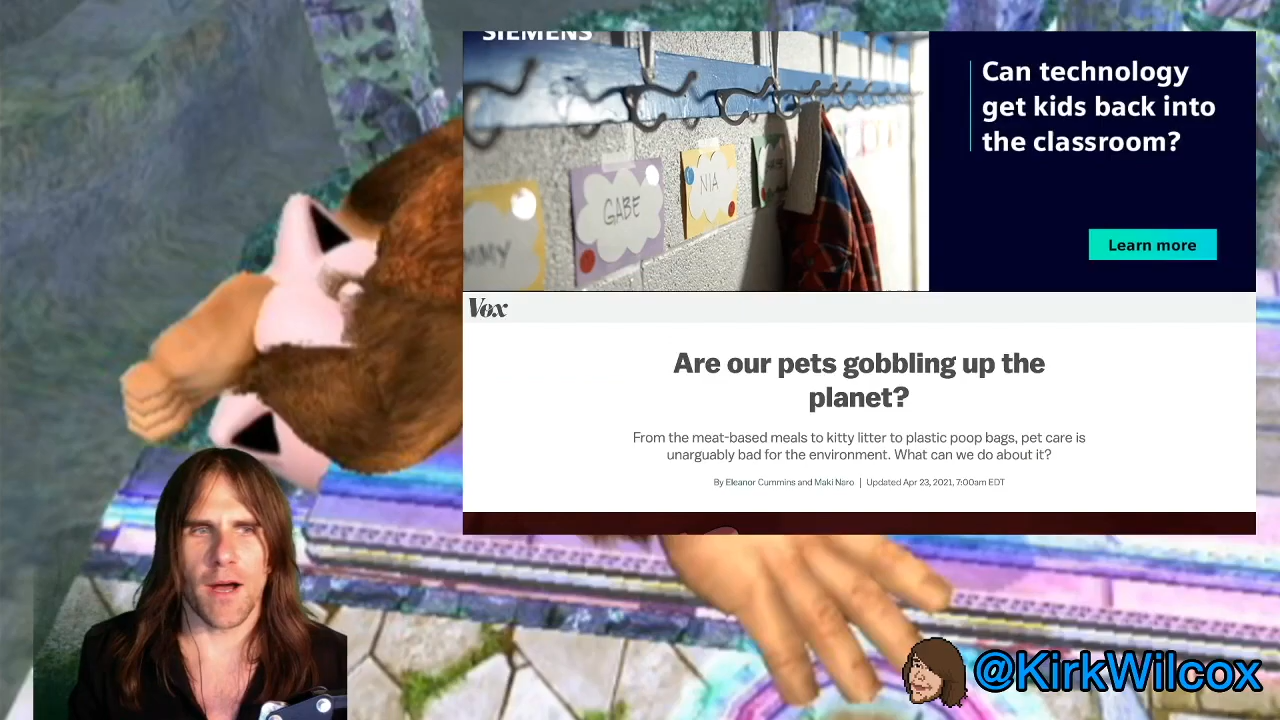 SIEMENS
Can technology
get kids back into
the classroom?
GABE
NIA
Learn more
Vox
Are our pets gobbling up the
planet?
From the meat-based meals to kitty litter to plastic poop bags, pet care is
unarguably bad for the environment. What can we do about it?
By Eleanor Cummins and Maki Naro | Updated Apr 23, 2021, 7:00am EDT
@KirkWilcox